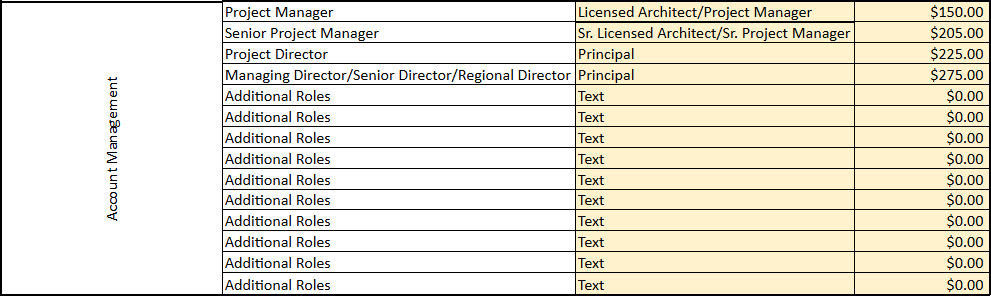 Account Management
Project Manager Licensed Architect/Project Manager $150.00
Senior Project Manager Sr. Licensed Architect/Sr. Project Manager $205.00
Project Director Principal $225.00
Managing Director/Senior Director/Regional Director Principal $275.00
Additional Roles Text $0.00
Additional Roles Text $0.00
Additional Roles Text $0.00
Additional Roles Text $0.00
Additional Roles Text $0.00
Additional Roles Text $0.00
Additional Roles Text $0.00
Additional Roles Text $0.00
Additional Roles Text $0.00
Additional Roles Text $0.00